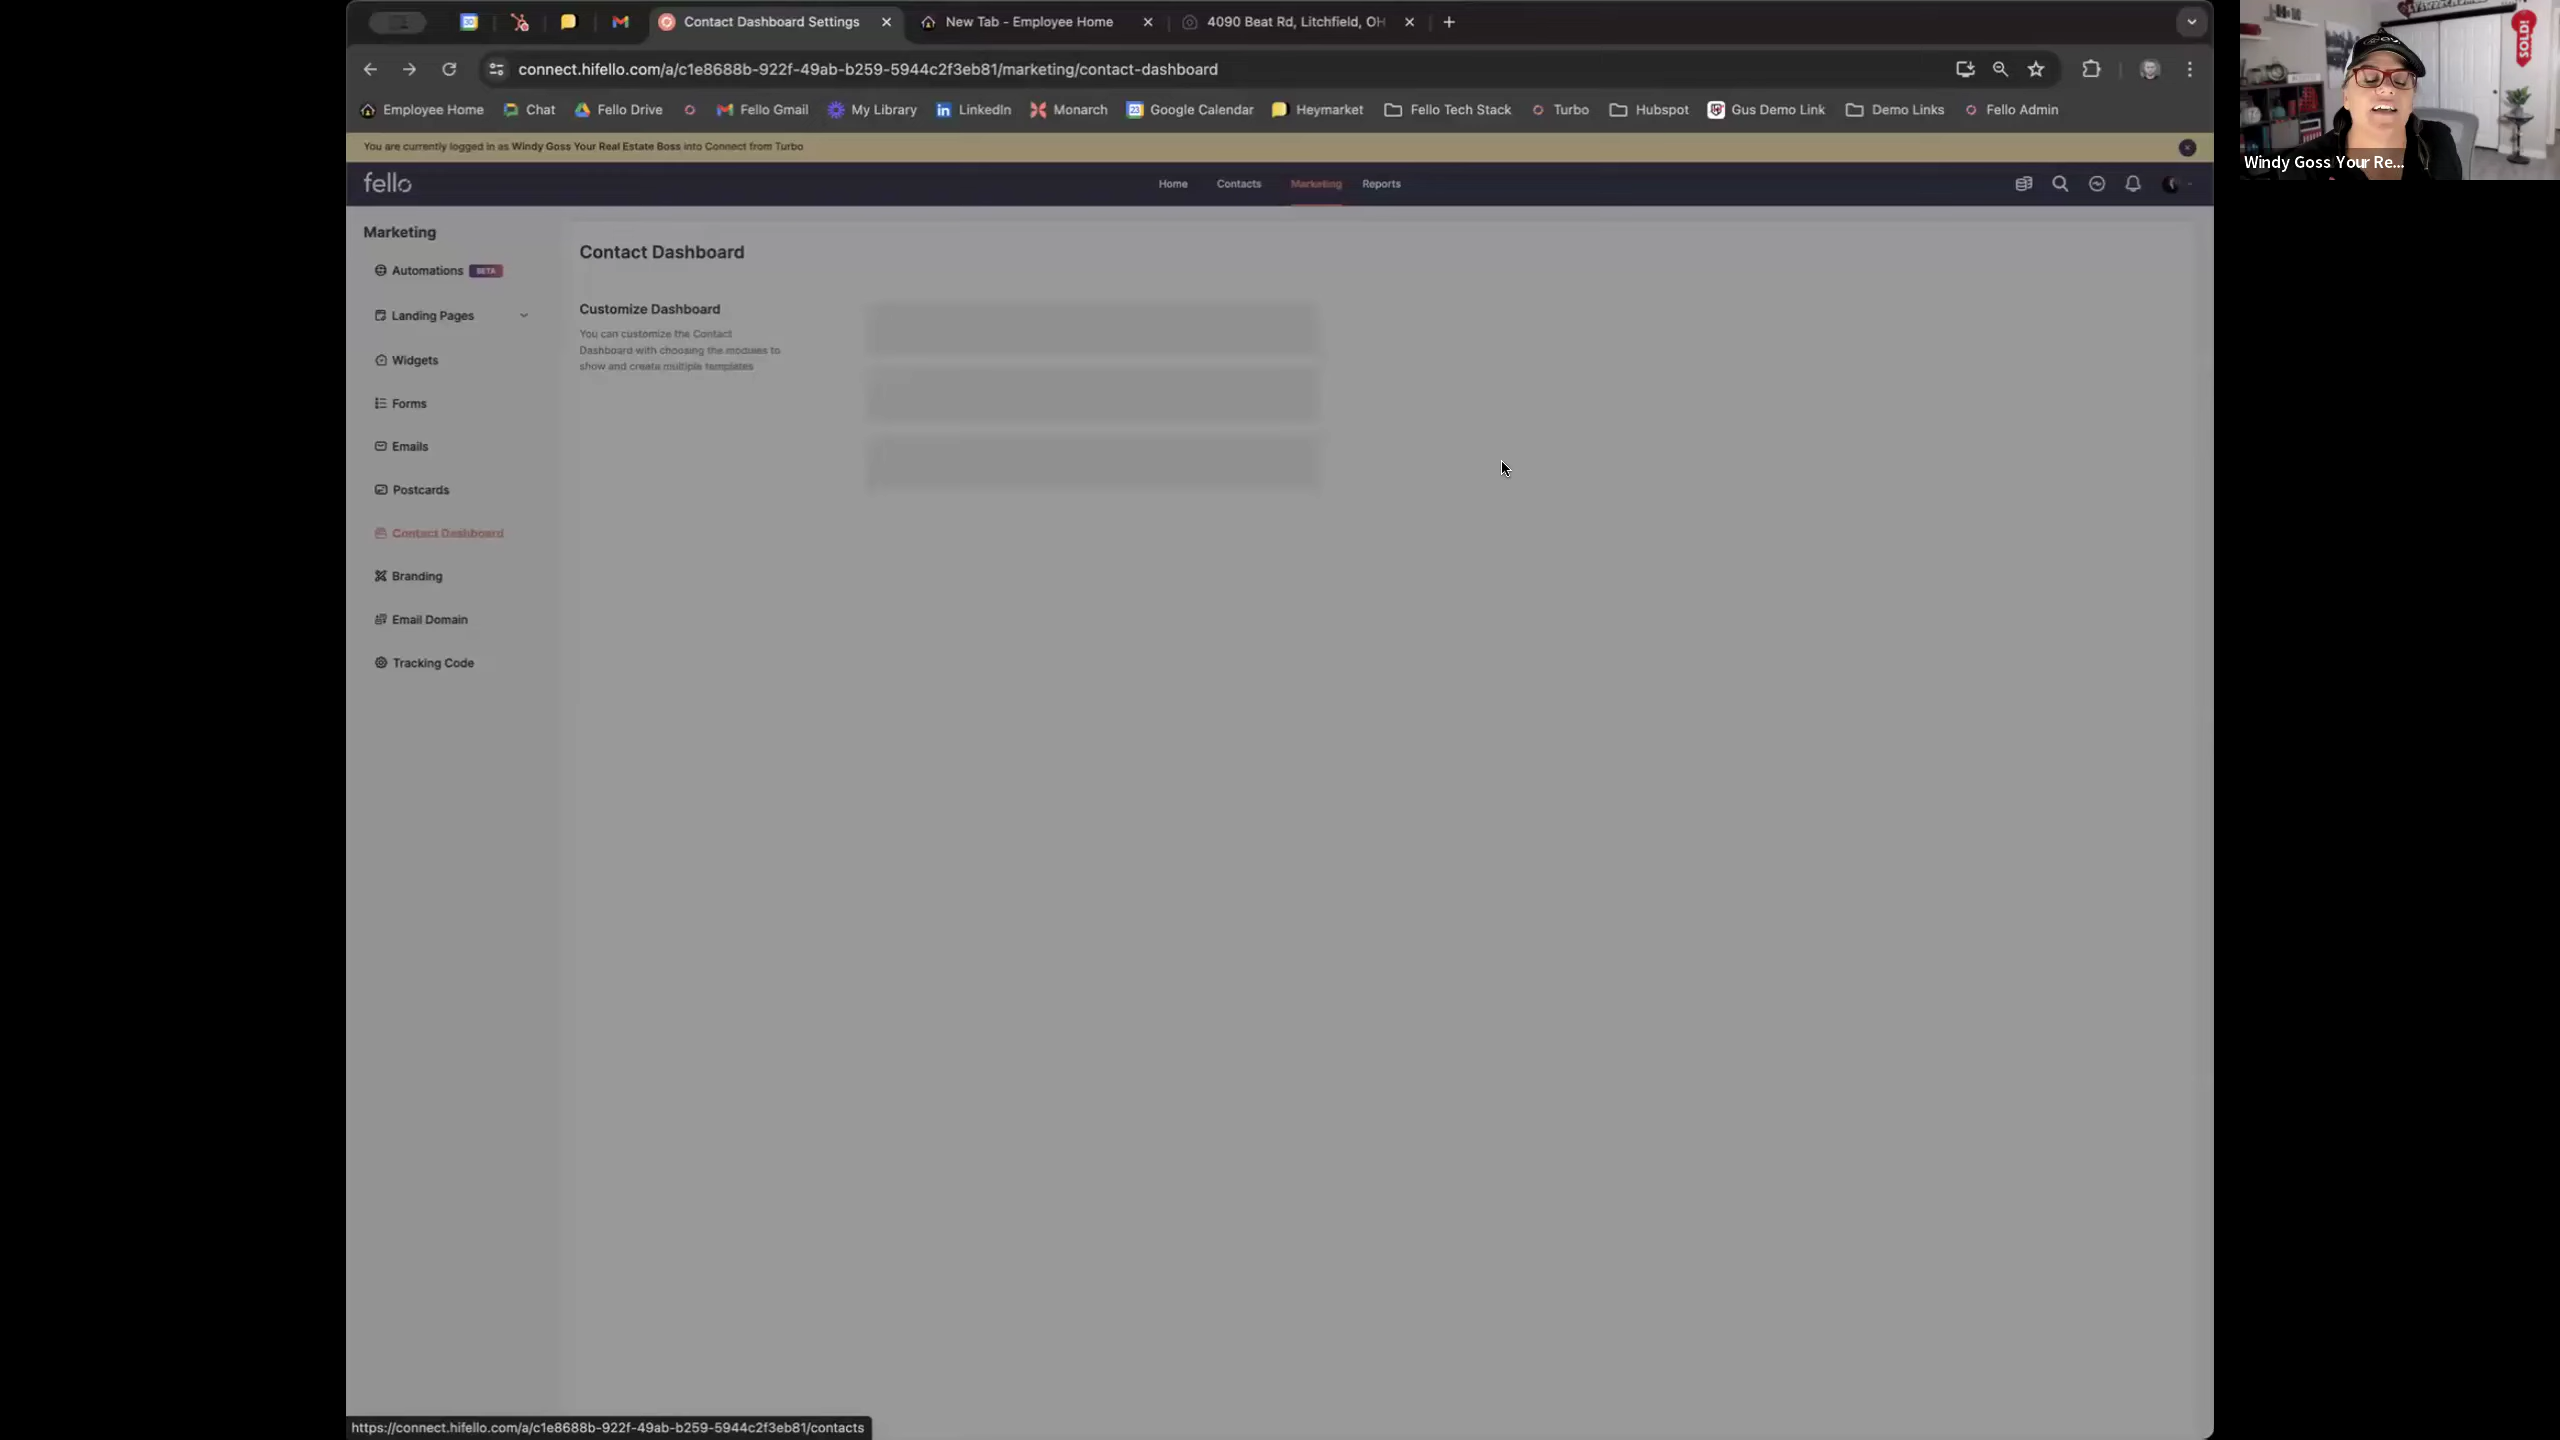 Contact Dashboard Settings
New Tab - Employee Home
4090 Beat Rd, Litchfield, OH
connect.hifello.com/a/c1e8688b-922f-49ab-b259-5944c2f3eb81/marketing/contact-dashboard
Employee Home
Chat
Fello Drive
Fello Gmail
My Library
LinkedIn
Monarch
Google Calendar
Heymarket
Fello Tech Stack
Turbo
Hubspot
Gus Demo Link
Demo Links
Fello Admin
You are currently logged in as Windy Goss Your Real Estate Boss into Connect from Turbo
fello
Home
Contacts
Marketing
Reports
Marketing
Automations BETA
Landing Pages
Widgets
Forms
Emails
Postcards
Contact Dashboard
Branding
Email Domain
Tracking Code
Contact Dashboard
Customize Dashboard
You can customize the Contact
Dashboard with choosing the modules to
show and create multiple templates
https://connect.hifello.com/a/c1e8688b-922f-49ab-b259-5944c2f3eb81/contacts
SOLD!
Windy Goss Your Re...